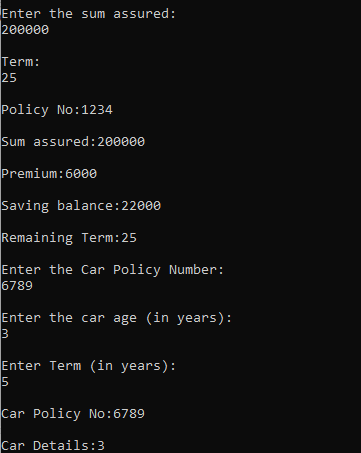 Enter the sum assured:
200000
Term:
25
Policy No:1234
Sum assured:200000
Premium:6000
Saving balance:22000
Remaining Term:25
Enter the Car Policy Number:
6789
Enter the car age (in years):
3
Enter Term (in years):
5
Car Policy No:6789
Car Details:3